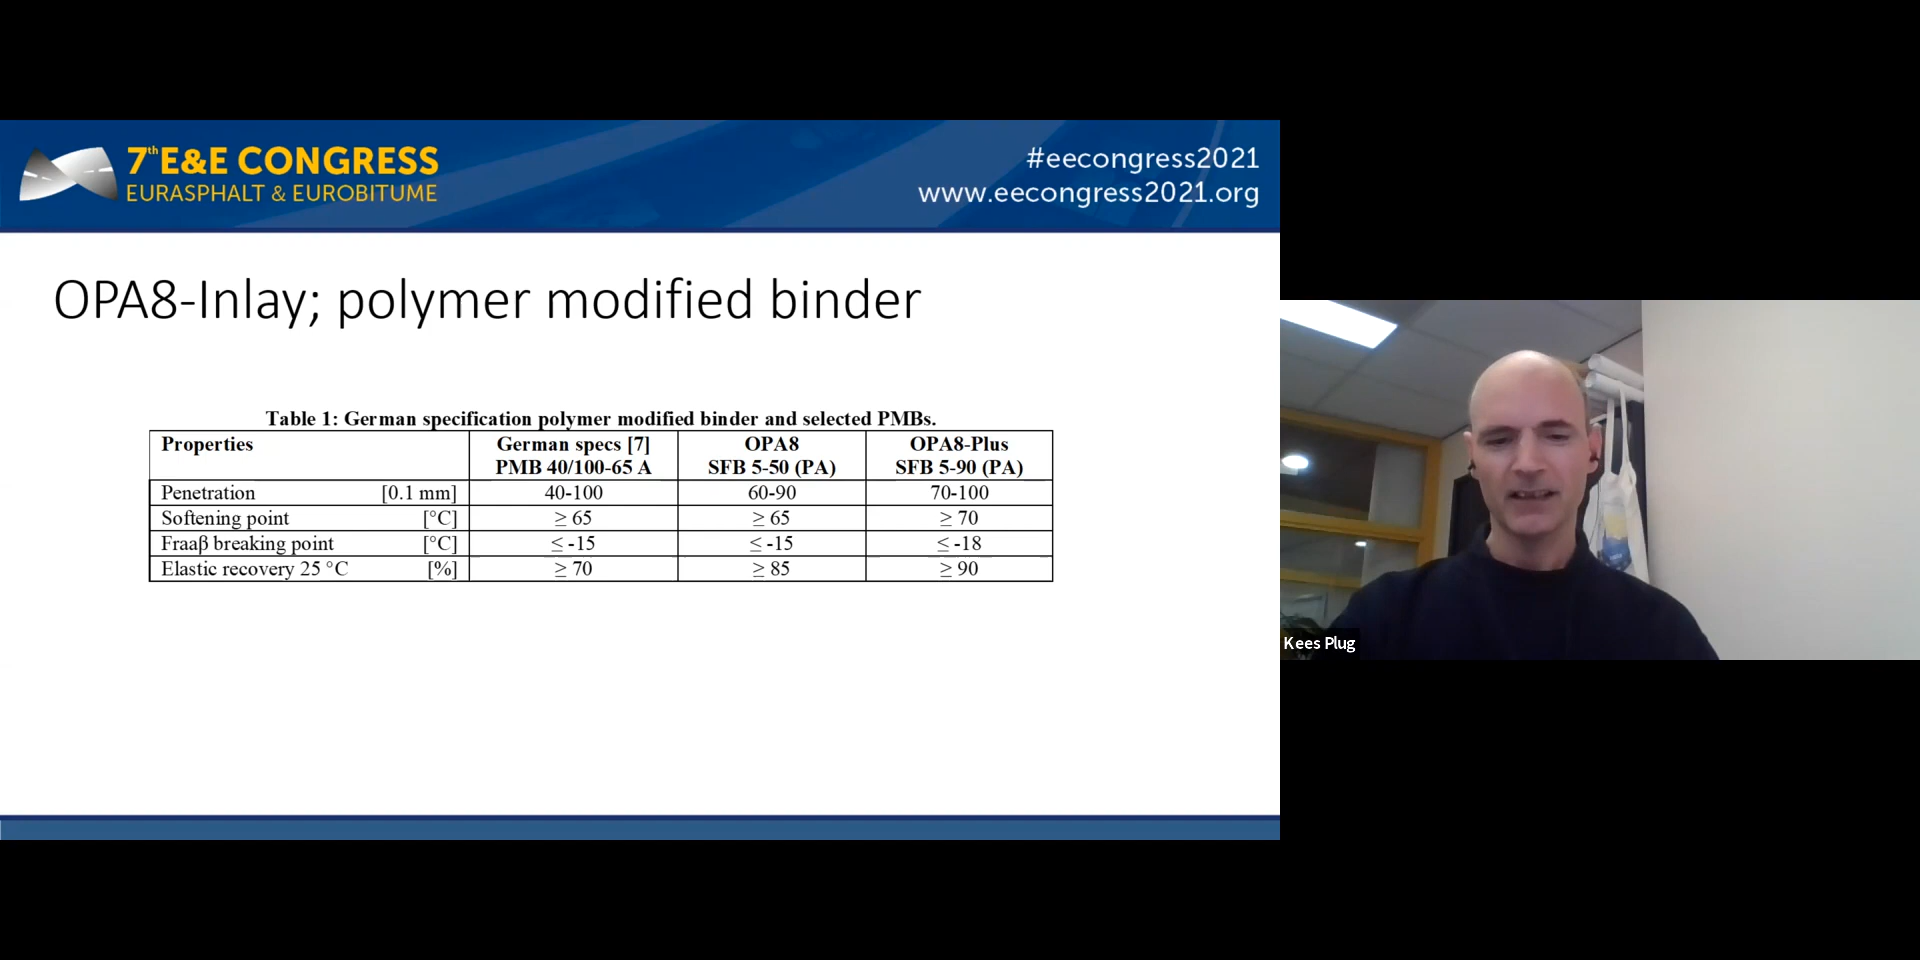 7th E&E CONGRESS
EURASPHALT & EUROBITUME
#eecongress2021
www.eecongress2021.org
OPA8-Inlay; polymer modified binder
Table 1: German specification polymer modified binder and selected PMBs.
Properties German specs [7] OPA8 OPA8-Plus
PMB 40/100-65 A SFB 5-50 (PA) SFB 5-90 (PA)
Penetration [0.1 mm] 40-100 60-90 70-100
Softening point [°C] ≥ 65 ≥ 65 ≥ 70
Fraaβ breaking point [°C] ≤ -15 ≤ -15 ≤ -18
Elastic recovery 25 °C [%] ≥ 70 ≥ 85 ≥ 90
Kees Plug